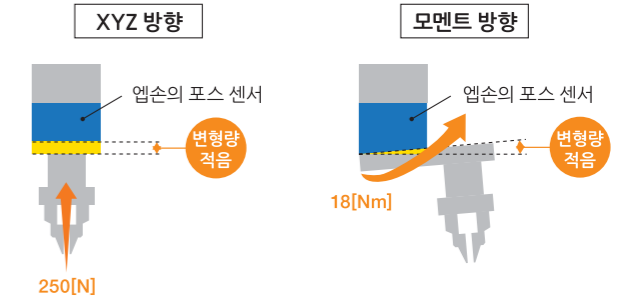 XYZ 방향
모멘트 방향
엡손의 포스 센서
엡손의 포스 센서
변형량
적음
변형량
적음
18[Nm]
250[N]